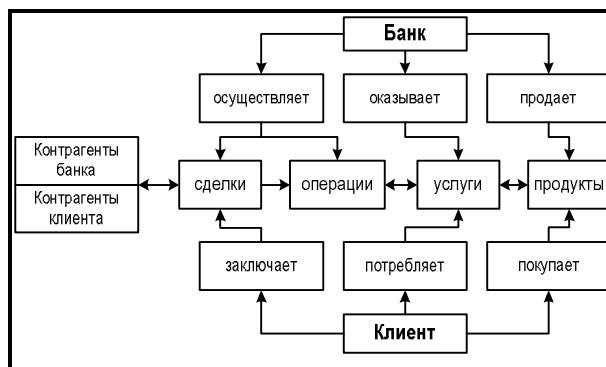 Банк
осуществляет
оказывает
продает
Контрагенты
банка
Контрагенты
клиента
сделки
операции
услуги
продукты
заключает
потребляет
покупает
Клиент